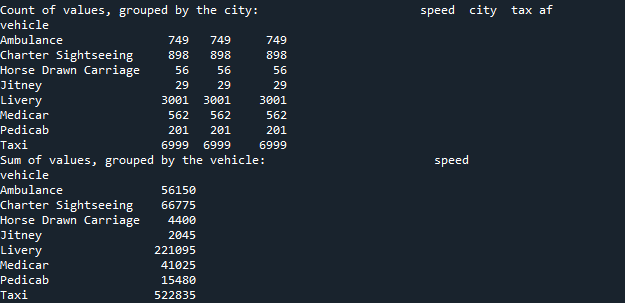 Count of values, grouped by the city:                       speed  city  tax af
vehicle
Ambulance               749   749     749
Charter Sightseeing     898   898     898
Horse Drawn Carriage     56    56      56
Jitney                   29    29      29
Livery                 3001  3001    3001
Medicar                 562   562     562
Pedicab                 201   201     201
Taxi                   6999  6999    6999
Sum of values, grouped by the vehicle:                        speed
vehicle
Ambulance              56150
Charter Sightseeing    66775
Horse Drawn Carriage    4400
Jitney                  2045
Livery                221095
Medicar                41025
Pedicab                15480
Taxi                  522835